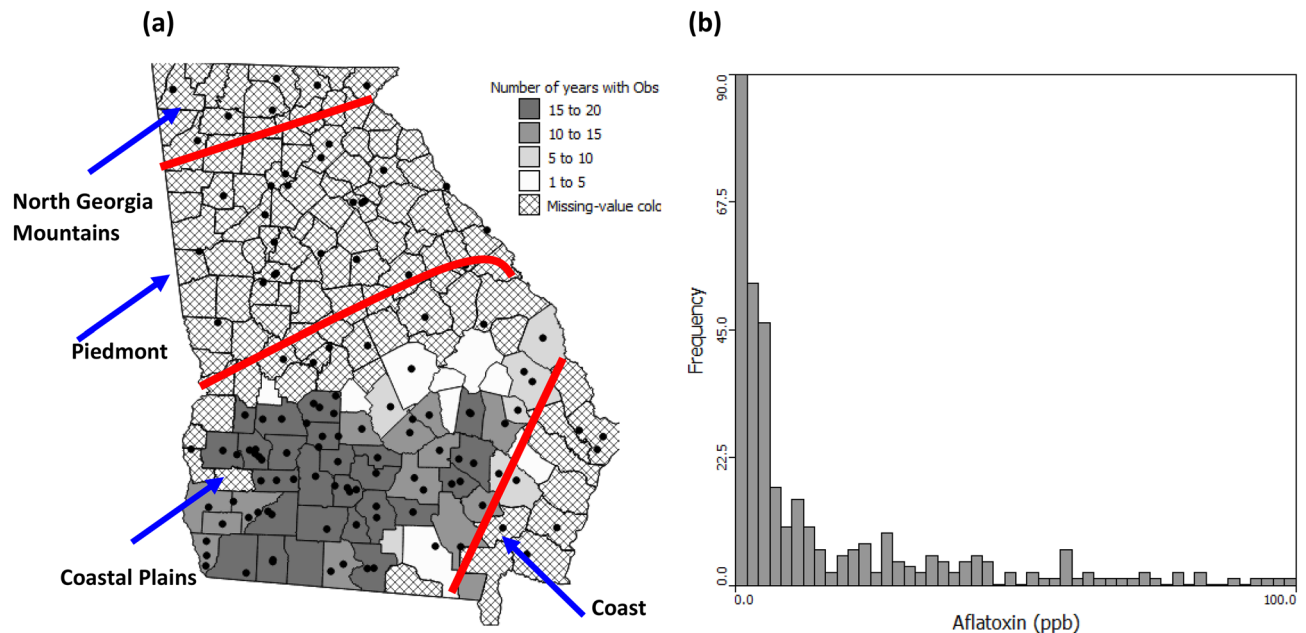 (a)
(b)
Number of years with Obs
15 to 20
10 to 15
5 to 10
1 to 5
Missing-value colo
North Georgia
Mountains
Piedmont
Coastal Plains
Coast
90.0
67.5
45.0
22.5
0.0
Frequency
0.0
100.0
Aflatoxin (ppb)